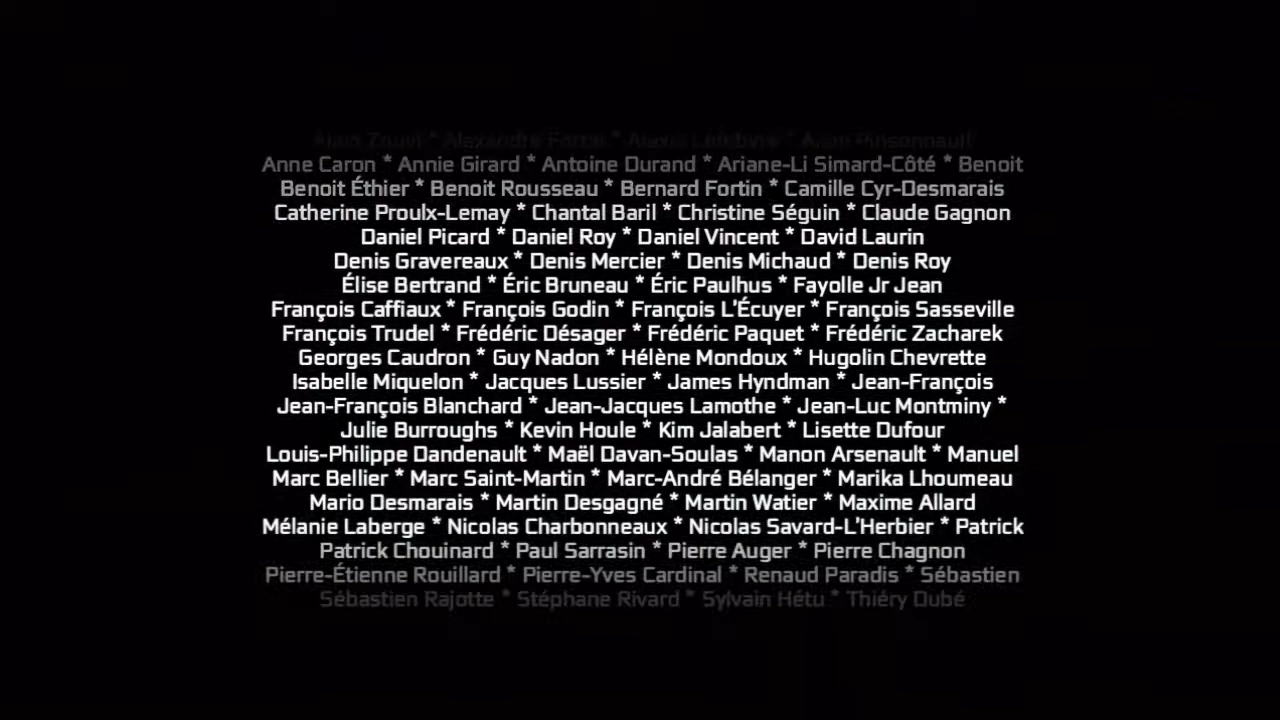 Anne Caron * Annie Girard * Antoine Durand * Ariane-Li Simard-Côté * Benoit
Benoit Éthier * Benoit Rousseau * Bernard Fortin * Camille Cyr-Desmarais
Catherine Proulx-Lemay * Chantal Baril * Christine Séguin * Claude Gagnon
Daniel Picard * Daniel Roy * Daniel Vincent * David Laurin
Denis Gravereaux * Denis Mercier * Denis Michaud * Denis Roy
Élise Bertrand * Éric Bruneau * Éric Paulhus * Fayolle Jr Jean
François Caffiaux * François Godin * François L'Écuyer * François Sasseville
François Trudel * Frédéric Désager * Frédéric Paquet * Frédéric Zacharek
Georges Caudron * Guy Nadon * Hélène Mondoux * Hugolin Chevrette
Isabelle Miquelon * Jacques Lussier * James Hyndman * Jean-François
Jean-François Blanchard * Jean-Jacques Lamothe * Jean-Luc Montminy *
Julie Burroughs * Kevin Houle * Kim Jalabert * Lisette Dufour
Louis-Philippe Dandenault * Maël Davan-Soulas * Manon Arsenault * Manuel
Marc Bellier * Marc Saint-Martin * Marc-André Bélanger * Marika Lhoumeau
Mario Desmarais * Martin Desgagné * Martin Watier * Maxime Allard
Mélanie Laberge * Nicolas Charbonneaux * Nicolas Savard-L'Herbier * Patrick
Patrick Chouinard * Paul Sarrasin * Pierre Auger * Pierre Chagnon
Pierre-Étienne Rouillard * Pierre-Yves Cardinal * Renaud Paradis * Sébastien
Sébastien Rajotte * Stéphane Rivard * Sylvain Hétu * Thiéry Dubé